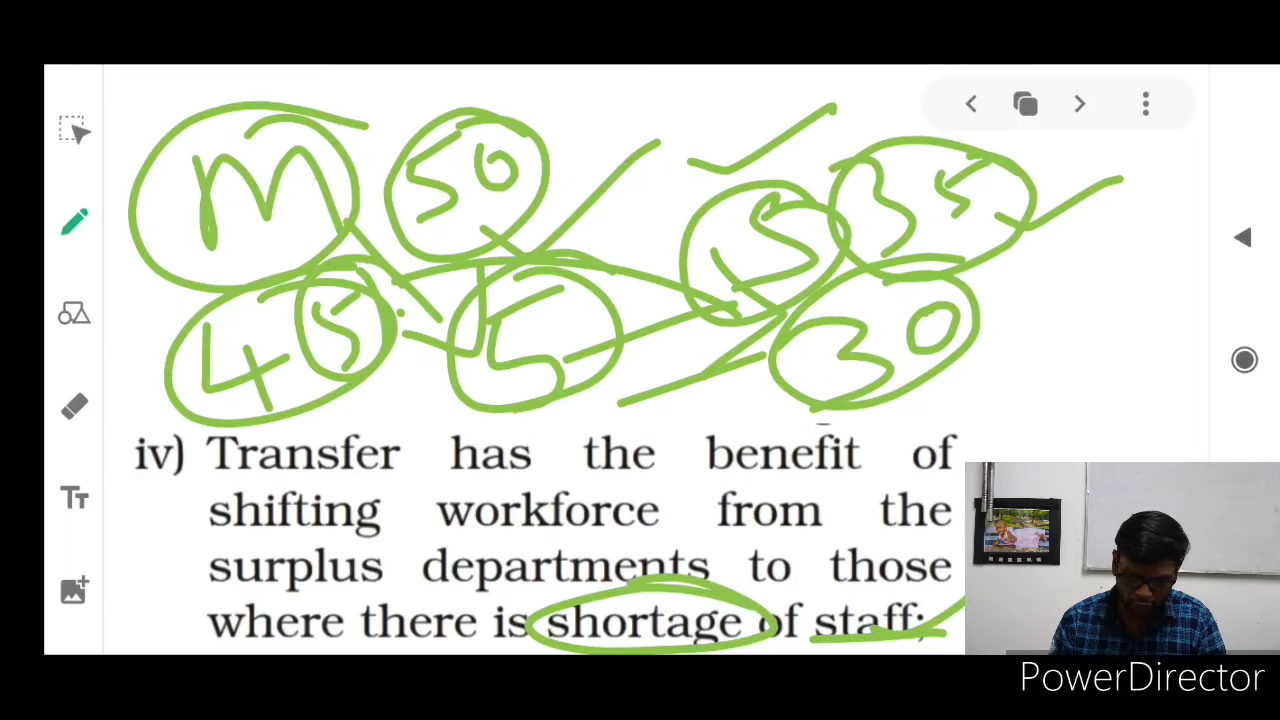 M 50 S 35
45 5 30
iv) Transfer has the benefit of
shifting workforce from the
surplus departments to those
where there is shortage of staff;
TT
PowerDirector